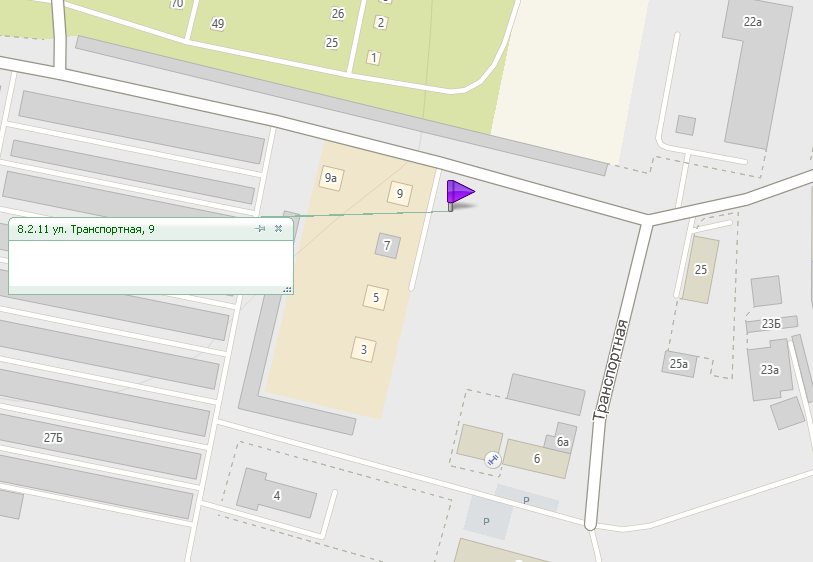 70
49
26
2
25
1
22а
9а
9
8.2.11 ул. Транспортная, 9
7
25
5
23Б
Транспортная
3
25а
23а
27Б
6а
6
4
P
P